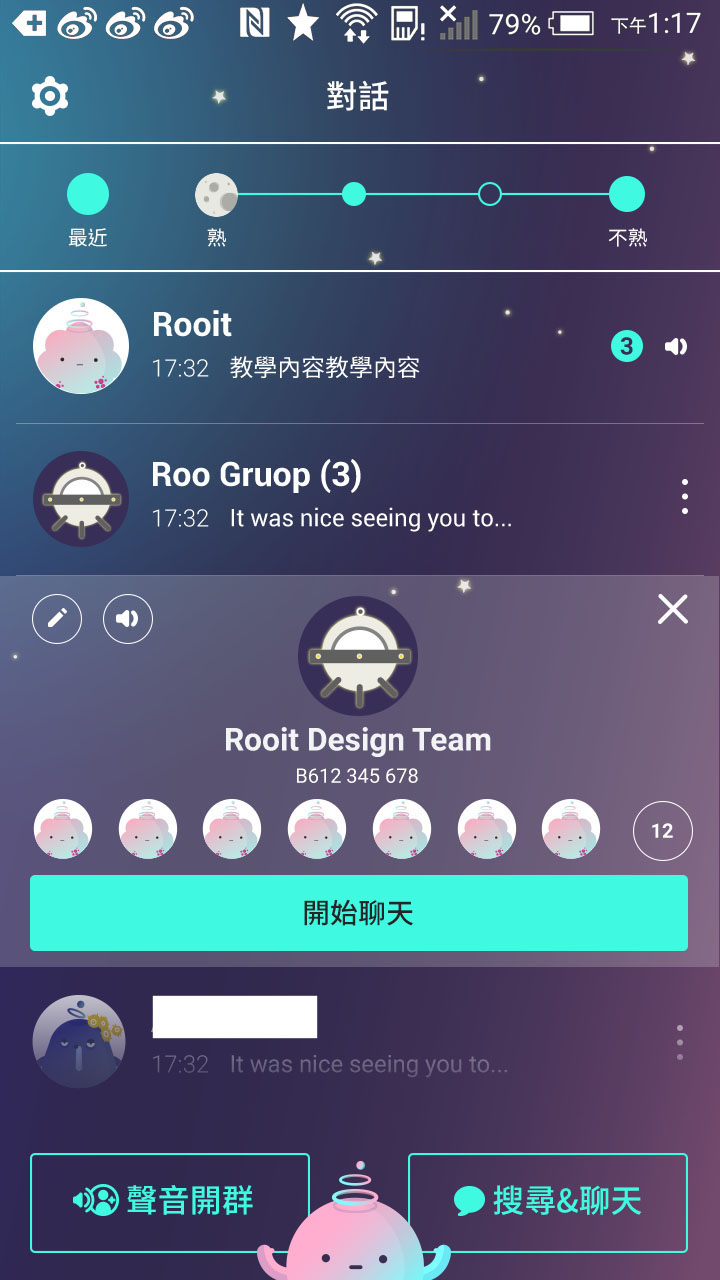 79% 下午1:17
對話
最近 熟 不熟
Rooit
17:32 教學內容教學內容
3
Roo Gruop (3)
17:32 It was nice seeing you to...
Rooit Design Team
B612 345 678
12
開始聊天
17:32 It was nice seeing you to...
聲音開群 搜尋&聊天